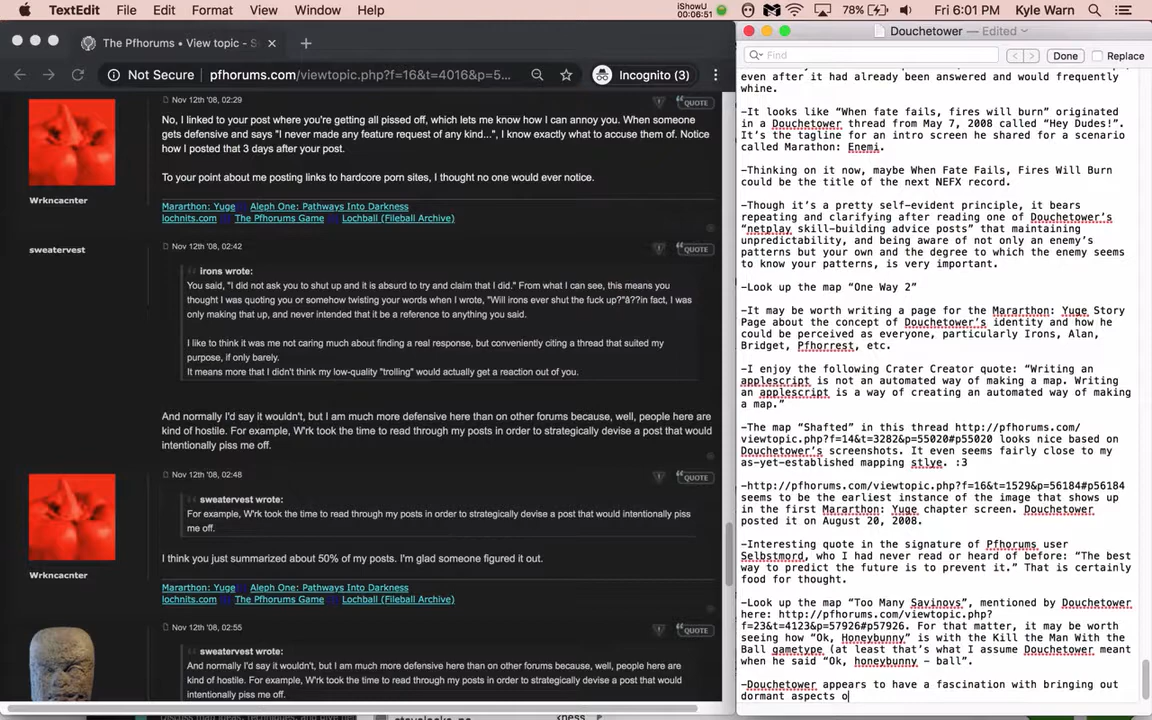 TextEdit File Edit Format View Window Help
iShowU
00:06:51
78% Fri 6:01 PM Kyle Warn
The Pfhorums • View topic - S
Not Secure pfhorums.com/viewtopic.php?f=16&t=4016&p=5... Incognito (3)
Nov 12th '08, 02:29
QUOTE
No, I linked to your post where you're getting all pissed off, which lets me know how I can annoy you. When someone
gets defensive and says "I never made any feature request of any kind...", I know exactly what to accuse them of. Notice
how I posted that 3 days after your post.
To your point about me posting links to hardcore porn sites, I thought no one would ever notice.
Wrkncacnter
Mararthon: Yuge Aleph One: Pathways Into Darkness
lochnits.com The Pfhorums Game Lochball (Fileball Archive)
sweatervest
Nov 12th '08, 02:42
QUOTE
irons wrote:
You said, "I did not ask you to shut up and it is absurd to try and claim that I did." From what I can see, this means you
thought I was quoting you or somehow twisting your words when I wrote, "Will irons ever shut the fuck up?"â??in fact, I was
only making that up, and never intended that it be a reference to anything you said.
I like to think it was me not caring much about finding a real response, but conveniently citing a thread that suited my
purpose, if only barely.
It means more that I didn't think my low-quality "trolling" would actually get a reaction out of you.
And normally I'd say it wouldn't, but I am much more defensive here than on other forums because, well, people here are
kind of hostile. For example, W'rk took the time to read through my posts in order to strategically devise a post that would
intentionally piss me off.
Nov 12th '08, 02:48
QUOTE
sweatervest wrote:
For example, W'rk took the time to read through my posts in order to strategically devise a post that would intentionally piss
me off.
I think you just summarized about 50% of my posts. I'm glad someone figured it out.
Wrkncacnter
Mararthon: Yuge Aleph One: Pathways Into Darkness
lochnits.com The Pfhorums Game Lochball (Fileball Archive)
Nov 12th '08, 02:55
QUOTE
sweatervest wrote:
And normally I'd say it wouldn't, but I am much more defensive here than on other forums because, well, people here are
kind of hostile. For example, W'rk took the time to read through my posts in order to strategically devise a post that would
intentionally piss me off.
Douchetower — Edited
Find Done Replace
even after it had already been answered and would frequently
whine.
-It looks like “When fate fails, fires will burn” originated
in a Douchetower thread from May 7, 2008 called “Hey Dudes!”.
It’s the tagline for an intro screen he shared for a scenario
called Marathon: Enemi.
-Thinking on it now, maybe When Fate Fails, Fires Will Burn
could be the title of the next NEFX record.
-Though it’s a pretty self-evident principle, it bears
repeating and clarifying after reading one of Douchetower’s
“netplay skill-building advice posts” that maintaining
unpredictability, and being aware of not only an enemy’s
patterns but your own and the degree to which the enemy seems
to know your patterns, is very important.
-Look up the map “One Way 2”
-It may be worth writing a page for the Mararthon: Yuge Story
Page about the concept of Douchetower’s identity and how he
could be perceived as everyone, particularly Irons, Alan,
Bridget, Pfhorrest, etc.
-I enjoy the following Crater Creator quote: “Writing an
applescript is not an automated way of making a map. Writing
an applescript is a way of creating an automated way of making
a map.”
-The map “Shafted” in this thread http://pfhorums.com/
viewtopic.php?f=14&t=3282&p=55020#p55020 looks nice based on
Douchetower’s screenshots. It even seems fairly close to my
as-yet-established mapping stlye. :3
-http://pfhorums.com/viewtopic.php?f=16&t=1529&p=56184#p56184
seems to be the earliest instance of the image that shows up
in the first Mararthon: Yuge chapter screen. Douchetower
posted it on August 20, 2008.
-Interesting quote in the signature of Pfhorums user
Selbstmord, who I had never read or heard of before: “The best
way to predict the future is to prevent it.” That is certainly
food for thought.
-Look up the map “Too Many Savinovs”, mentioned by Douchetower
here: http://pfhorums.com/viewtopic.php?
f=23&t=4123&p=57926#p57926. For that matter, it may be worth
seeing how “Ok, Honeybunny” is with the Kill the Man With the
Ball gametype (at least that’s what I assume Douchetower meant
when he said “Ok, honeybunny - ball”.
-Douchetower appears to have a fascination with bringing out
dormant aspects o